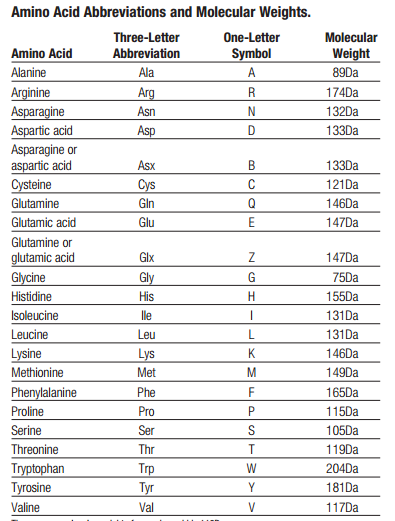 Amino Acid Abbreviations and Molecular Weights.
Three-Letter One-Letter Molecular
Amino Acid Abbreviation Symbol Weight
Alanine Ala A 89Da
Arginine Arg R 174Da
Asparagine Asn N 132Da
Aspartic acid Asp D 133Da
Asparagine or
aspartic acid Asx B 133Da
Cysteine Cys C 121Da
Glutamine Gln Q 146Da
Glutamic acid Glu E 147Da
Glutamine or
glutamic acid Glx Z 147Da
Glycine Gly G 75Da
Histidine His H 155Da
Isoleucine Ile I 131Da
Leucine Leu L 131Da
Lysine Lys K 146Da
Methionine Met M 149Da
Phenylalanine Phe F 165Da
Proline Pro P 115Da
Serine Ser S 105Da
Threonine Thr T 119Da
Tryptophan Trp W 204Da
Tyrosine Tyr Y 181Da
Valine Val V 117Da